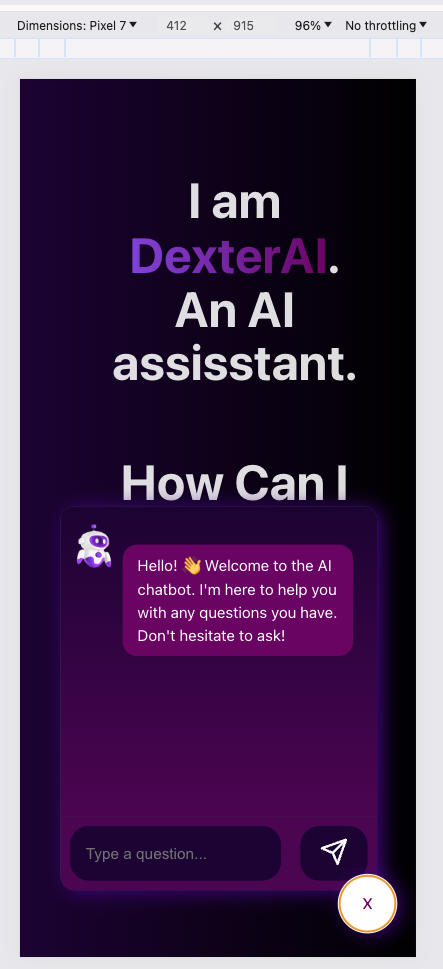 Dimensions: Pixel 7 412 × 915 96% No throttling
I am
DexterAI.
An AI
assisstant.
How Can I
Hello! 👋 Welcome to the AI
chatbot. I'm here to help you
with any questions you have.
Don't hesitate to ask!
Type a question...
X